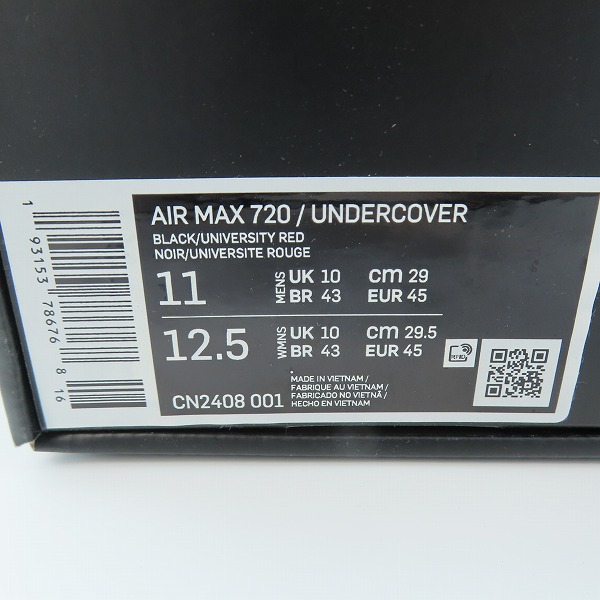 AIR MAX 720 / UNDERCOVER
BLACK/UNIVERSITY RED
NOIR/UNIVERSITE ROUGE
11 MENS UK 10 cm 29
BR 43 EUR 45
12.5 WMNS UK 10 cm 29.5
BR 43 EUR 45
CN2408 001
MADE IN VIETNAM /
FABRIQUE AU VIETNAM /
FABRICADO NO VIETNÃ /
HECHO EN VIETNAM
1 93153 78676 8 16